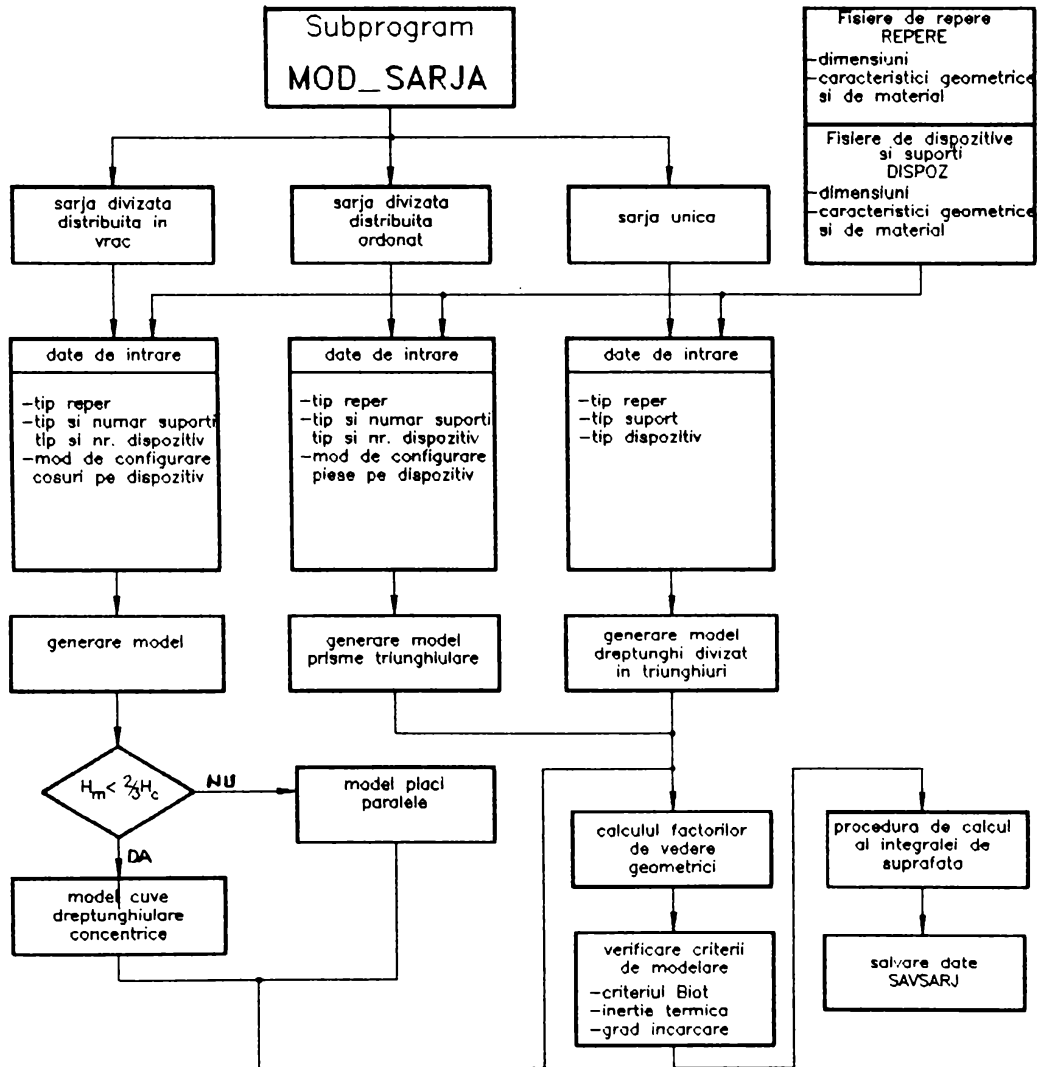 Subprogram
MOD_SARJA
Fisiere de repere
REPERE
-dimensiuni
-caracteristici geometrice
si de material
Fisiere de dispozitive
si suporti
DISPOZ
-dimensiuni
-caracteristici geometrice
si de material
sarja divizata
distribuita in
vrac
sarja divizata
distribuita
ordonat
sarja unica
date de intrare
-tip reper
-tip si numar suporti
tip si nr. dispozitiv
-mod de configurare
cosuri pe dispozitiv
date de intrare
-tip reper
-tip si numar suporti
tip si nr. dispozitiv
-mod de configurare
piese pe dispozitiv
date de intrare
-tip reper
-tip suport
-tip dispozitiv
generare model
generare model
prisme triunghiulare
generare model
dreptunghi divizat
in triunghiuri
Hm< 2/3Hc
NU
DA
model placi
paralele
model cuve
dreptunghiulare
concentrice
calculul factorilor
de vedere
geometrici
procedura de calcul
al integralei de
suprafata
verificare criterii
de modelare
-criteriul Biot
-inertie termica
-grad incarcare
salvare date
SAVSARJ